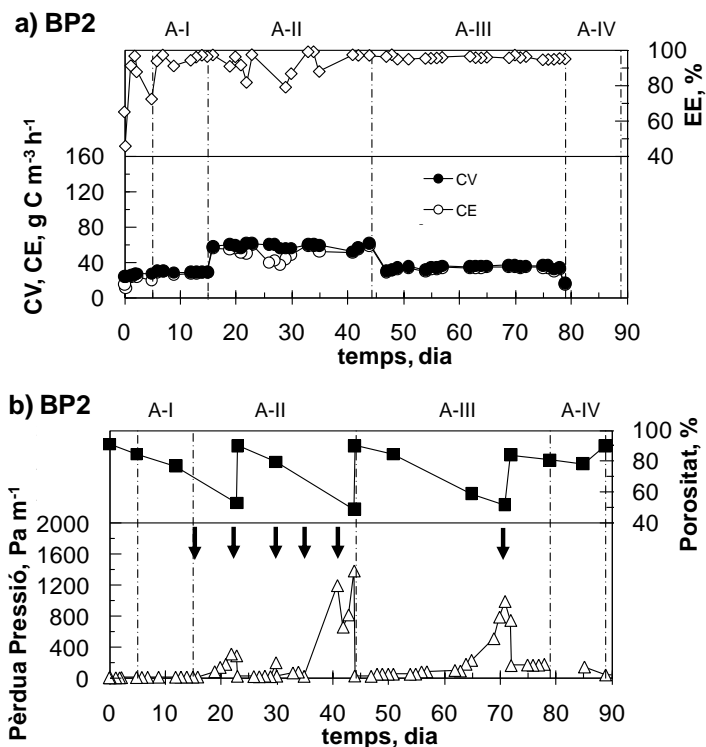 a) BP2
A-I A-II A-III A-IV
100
80
60
40
EE, %
160
120
80
40
0
CV, CE, g C m⁻³ h⁻¹
CV
CE
0 10 20 30 40 50 60 70 80 90
temps, dia
b) BP2
A-I A-II A-III A-IV
100
80
60
40
Porositat, %
2000
1600
1200
800
400
0
Pèrdua Pressió, Pa m⁻¹
0 10 20 30 40 50 60 70 80 90
temps, dia